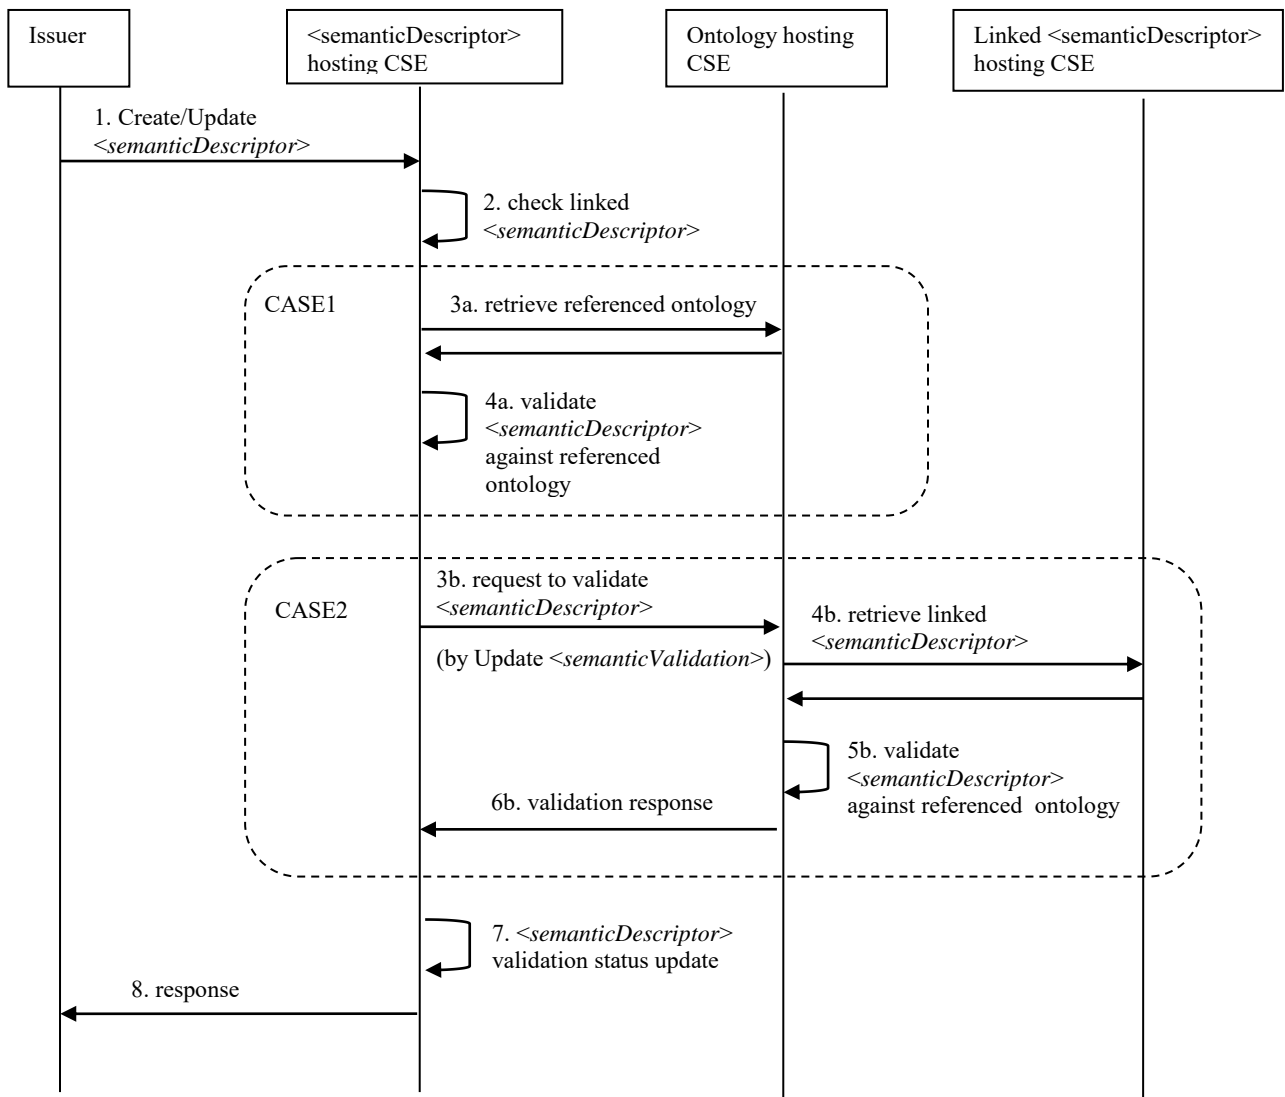 Issuer
<semanticDescriptor>
hosting CSE
Ontology hosting
CSE
Linked <semanticDescriptor>
hosting CSE
1. Create/Update
<semanticDescriptor>
2. check linked
<semanticDescriptor>
CASE1
3a. retrieve referenced ontology
4a. validate
<semanticDescriptor>
against referenced
ontology
CASE2
3b. request to validate
<semanticDescriptor>
(by Update <semanticValidation>)
4b. retrieve linked
<semanticDescriptor>
5b. validate
<semanticDescriptor>
against referenced ontology
6b. validation response
7. <semanticDescriptor>
validation status update
8. response